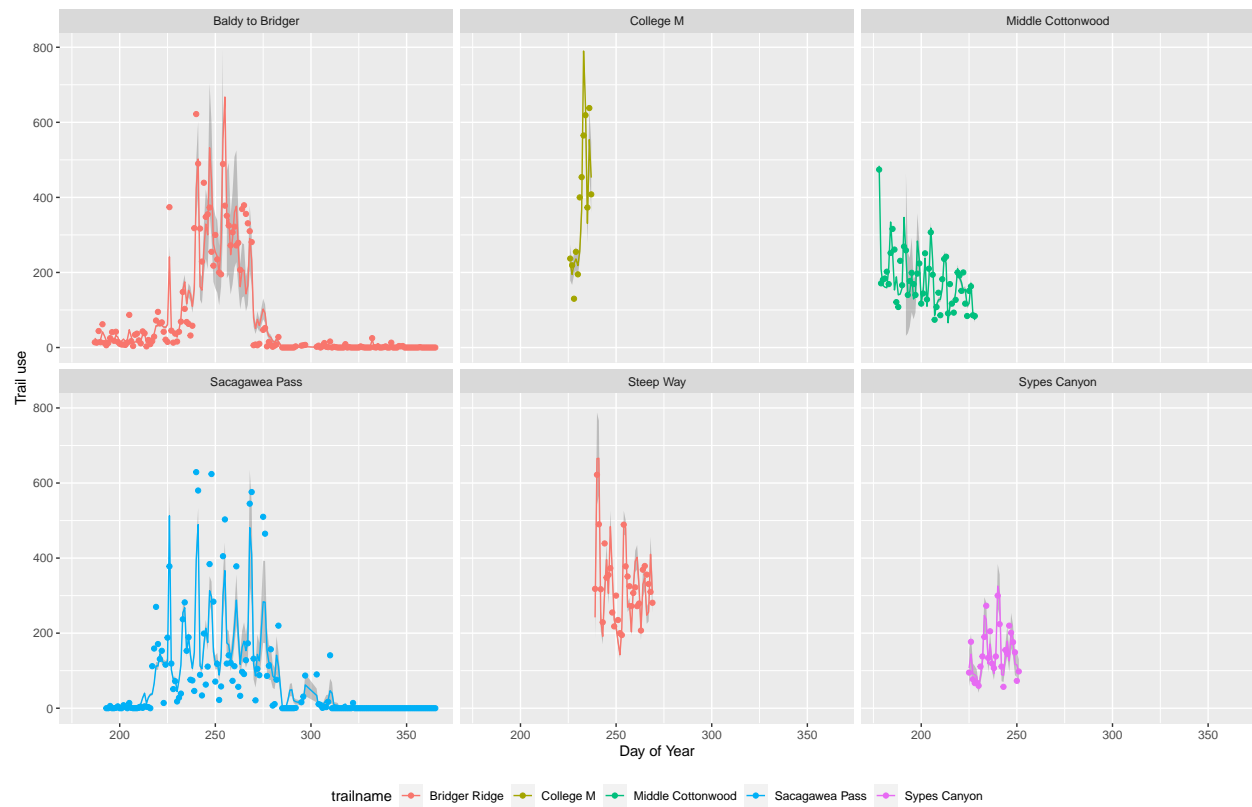 Baldy to Bridger College M Middle Cottonwood
800
600
400
200
0
Sacagawea Pass Steep Way Sypes Canyon
800
600
400
200
0
Trail use
200 250 300 350 200 250 300 350 200 250 300 350
Day of Year
trailname Bridger Ridge College M Middle Cottonwood Sacagawea Pass Sypes Canyon